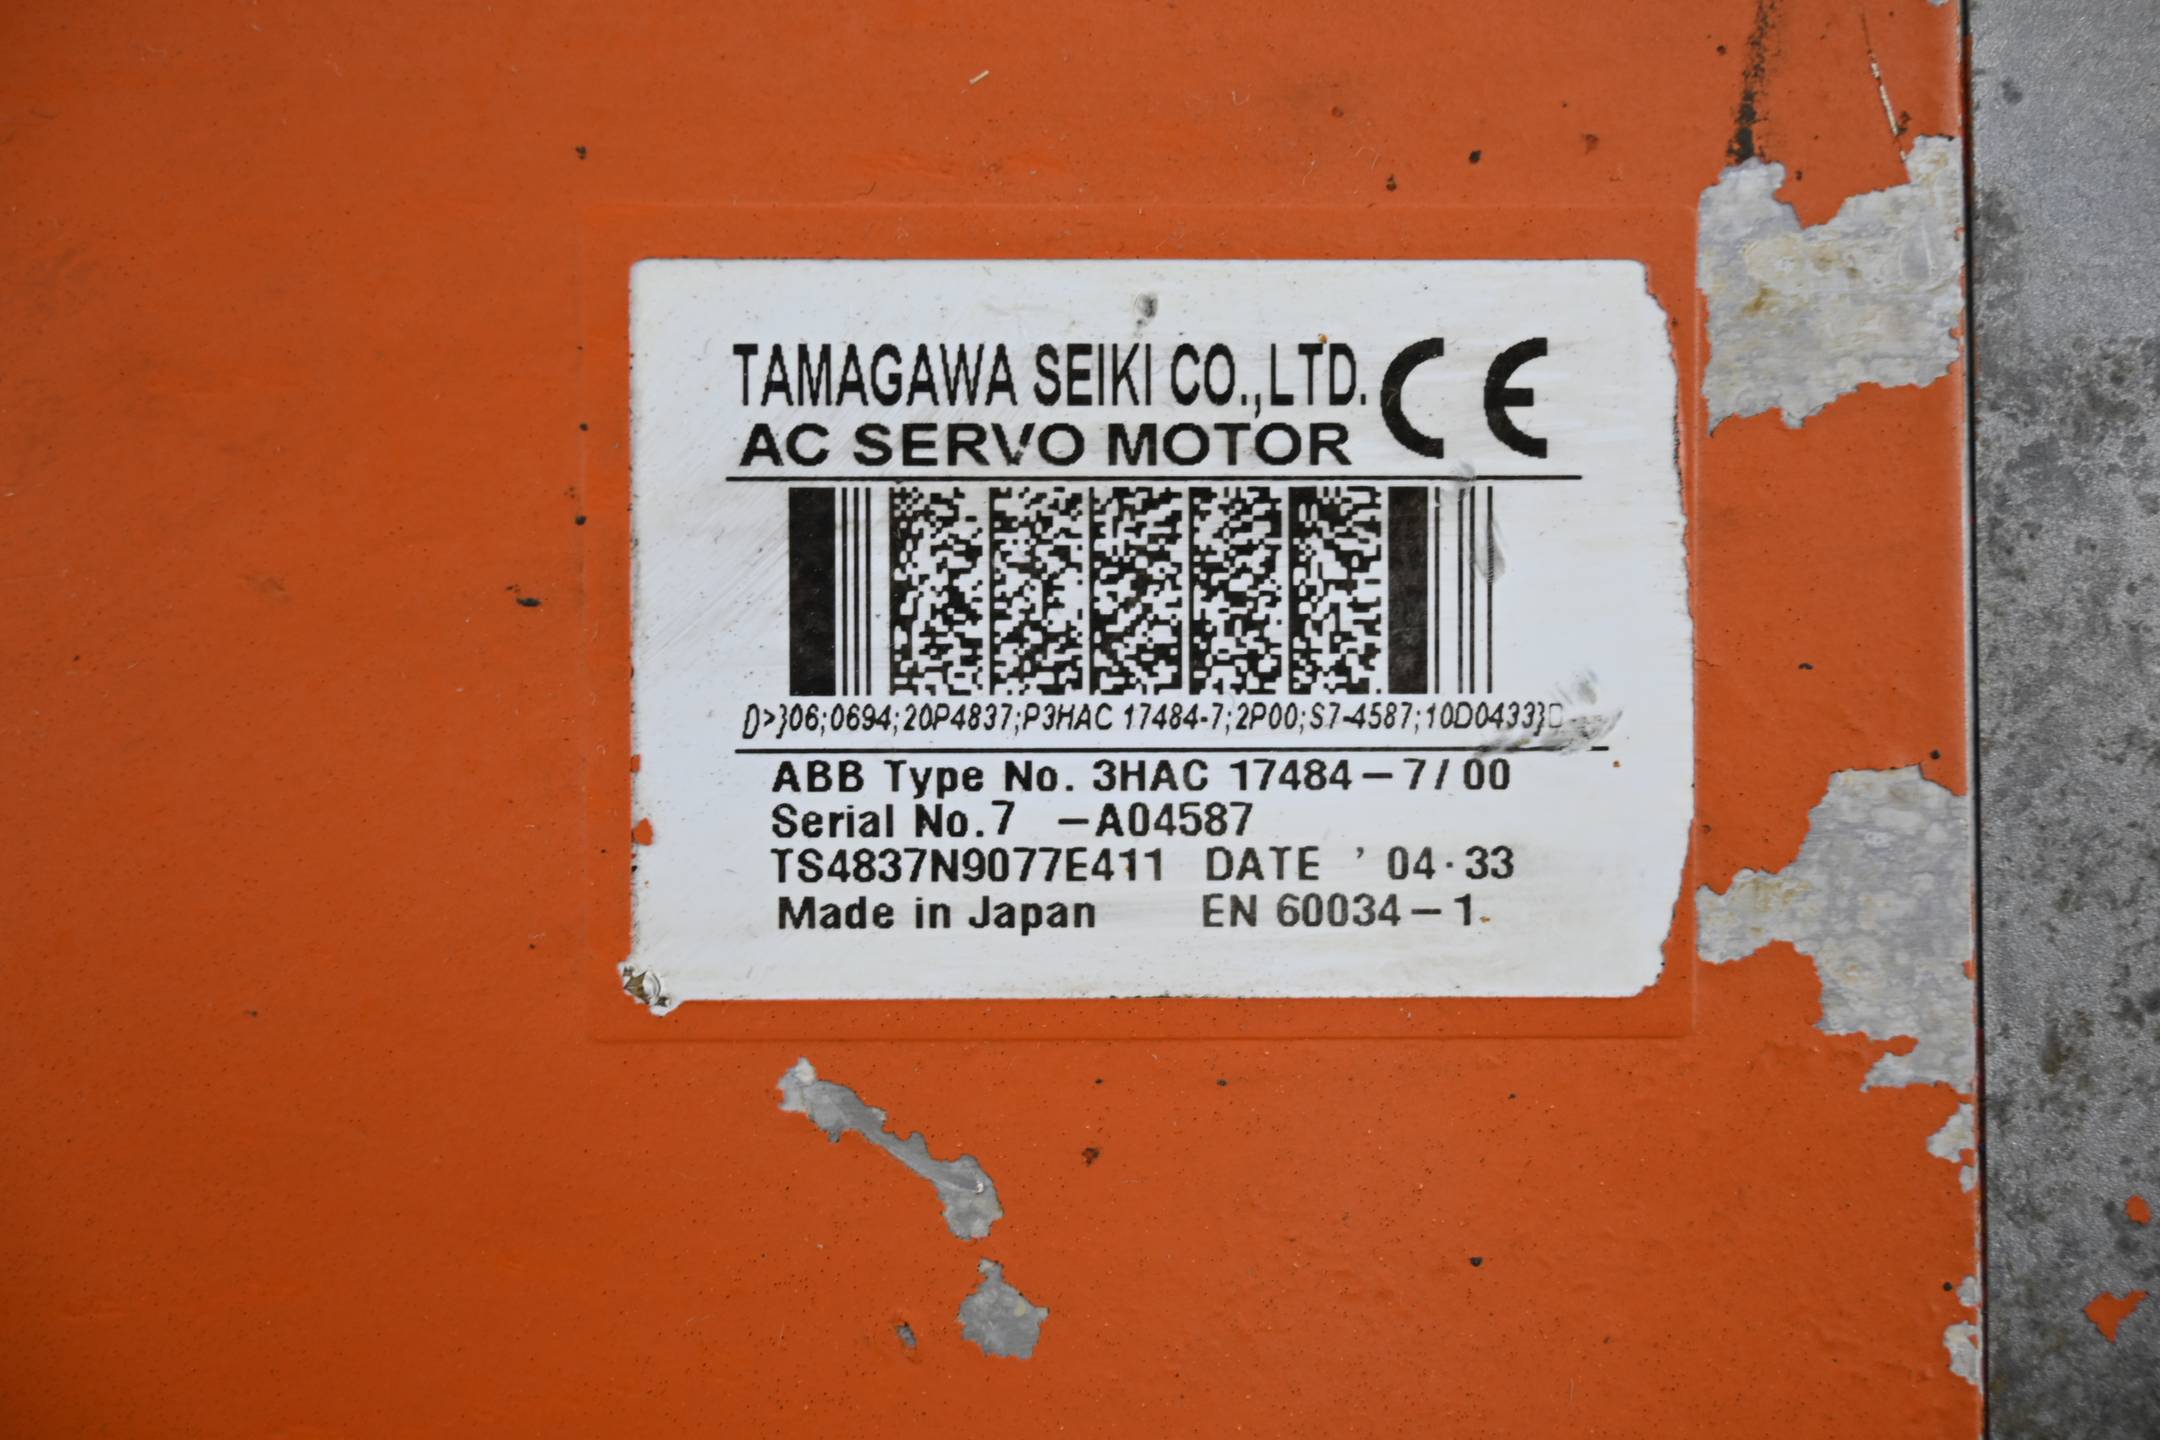 TAMAGAWA SEIKI CO.,LTD. CE
AC SERVO MOTOR
D>}06;0694;20P4837;P3HAC 17484-7;2P00;S7-4587;10D0433}
ABB Type No. 3HAC 17484-7/00
Serial No.7 -A04587
TS4837N9077E411 DATE '04.33
Made in Japan EN 60034-1